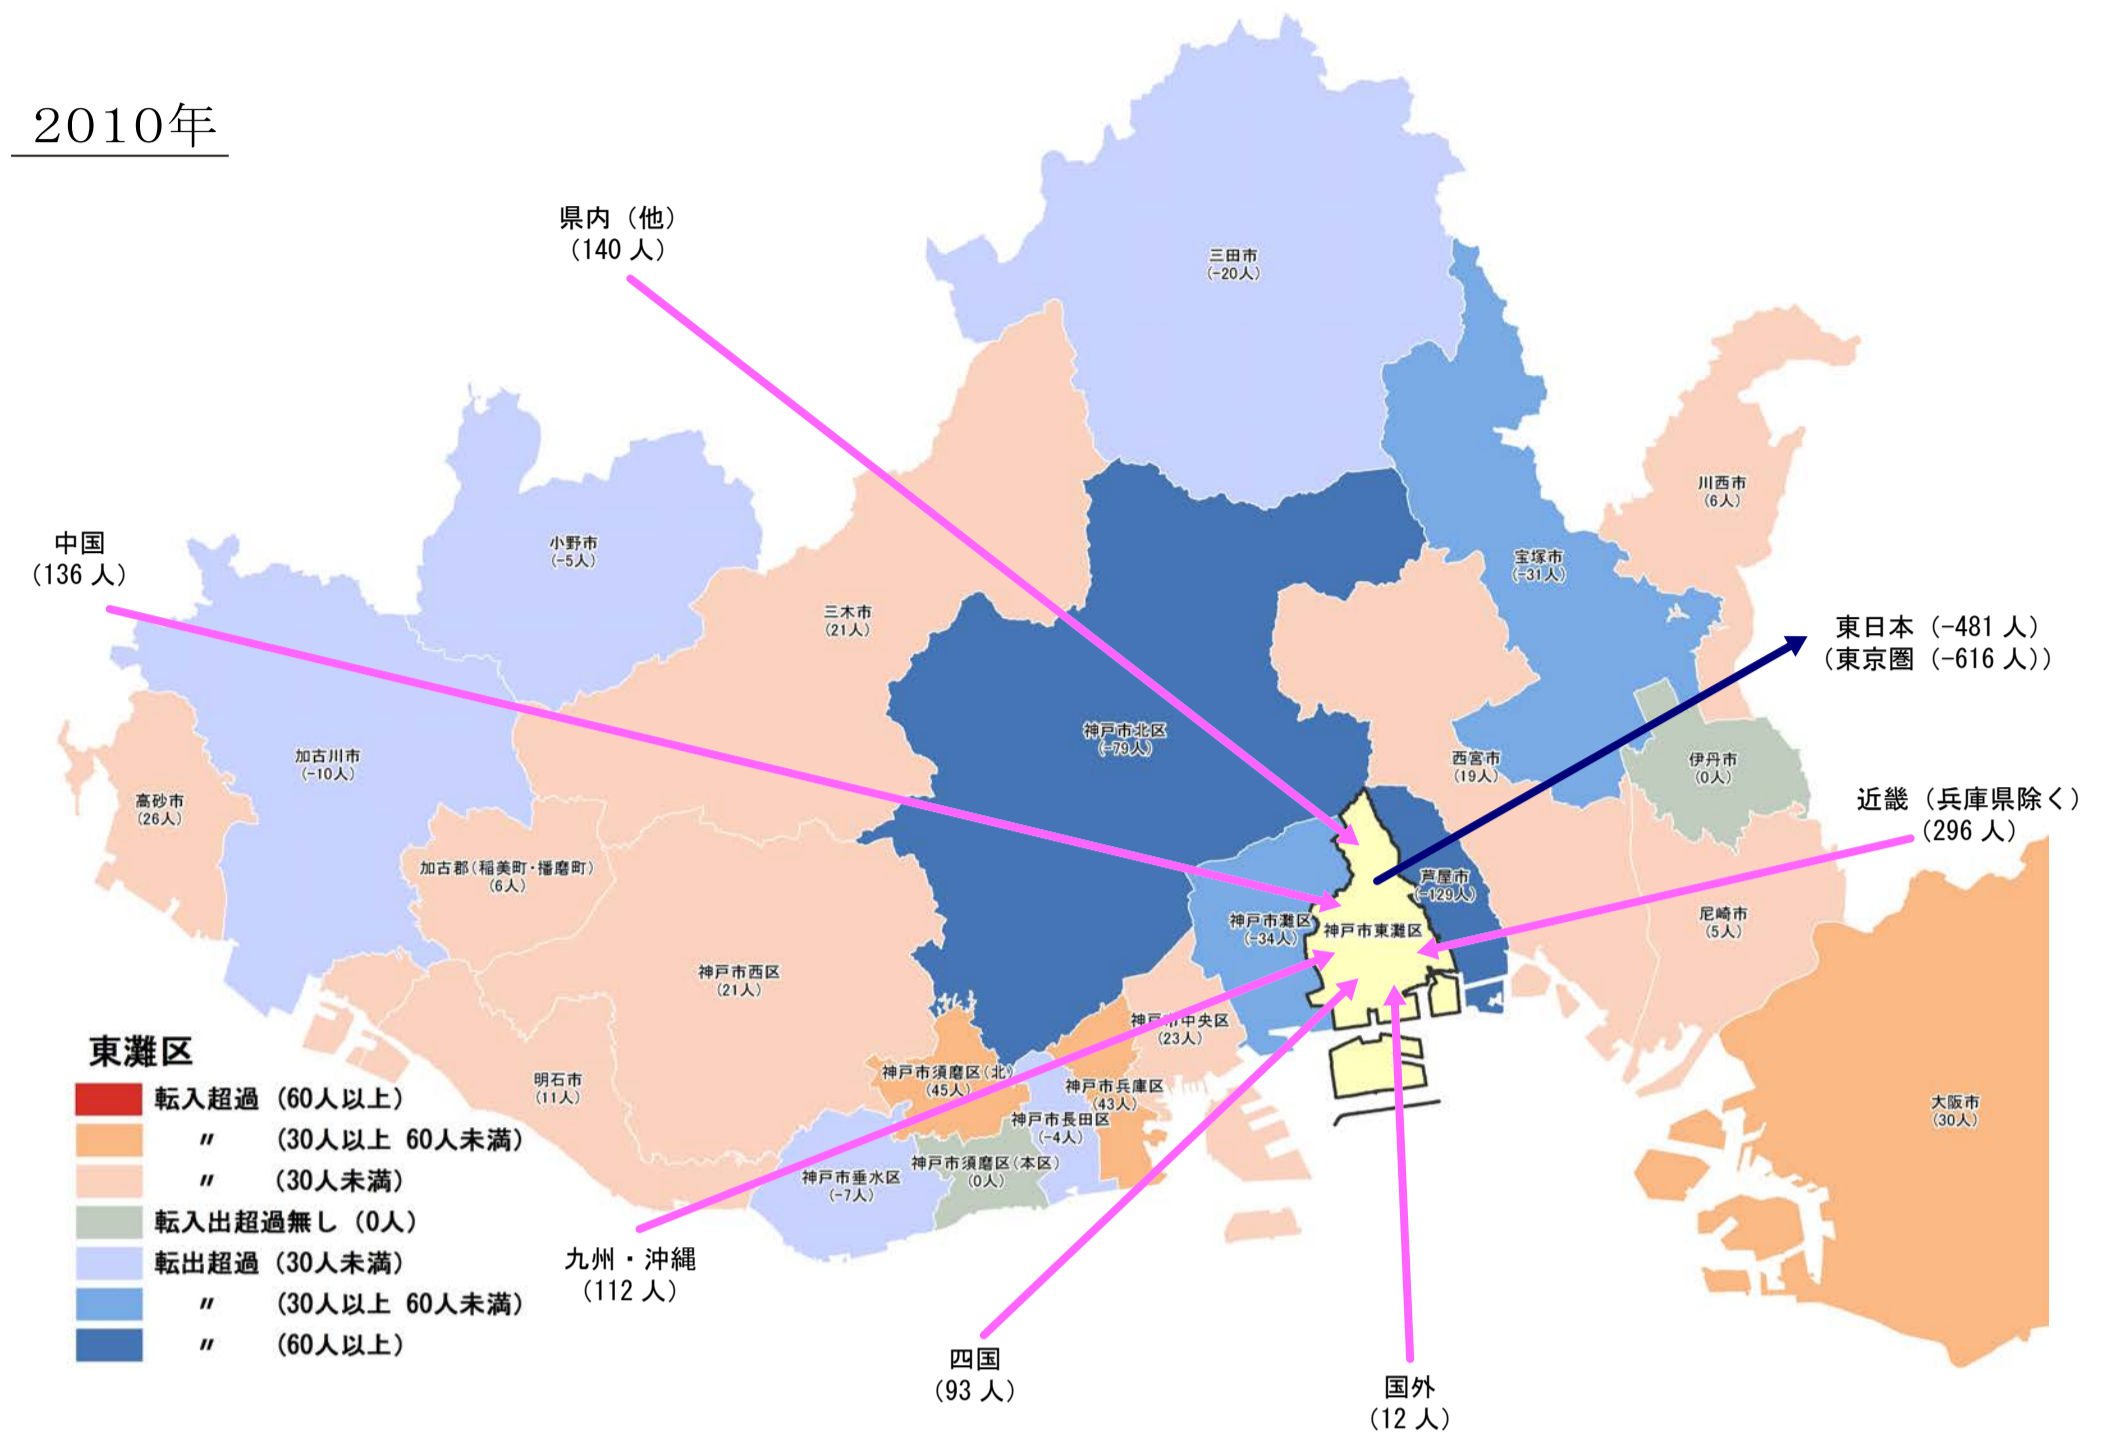 2010年
県内（他）
（140 人）
三田市
（-20人）
川西市
（6人）
中国
（136 人）
小野市
（-5人）
宝塚市
（-31人）
三木市
（21人）
東日本（-481 人）
（東京圏（-616 人））
神戸市北区
（-79人）
西宮市
（19人）
伊丹市
（0人）
加古川市
（-10人）
高砂市
（26人）
近畿（兵庫県除く）
（296 人）
加古郡（稲美町・播磨町）
（6人）
芦屋市
（-129人）
神戸市灘区
（-34人）
神戸市東灘区
尼崎市
（5人）
神戸市西区
（21人）
神戸市中央区
（23人）
神戸市須磨区（北）
（45人）
神戸市兵庫区
（43人）
明石市
（11人）
神戸市長田区
（-4人）
大阪市
（30人）
神戸市須磨区（本区）
（0人）
神戸市垂水区
（-7人）
東灘区
転入超過（60人以上）
〃 （30人以上 60人未満）
〃 （30人未満）
転入出超過無し（0人）
転出超過（30人未満）
〃 （30人以上 60人未満）
〃 （60人以上）
九州・沖縄
（112 人）
四国
（93 人）
国外
（12 人）